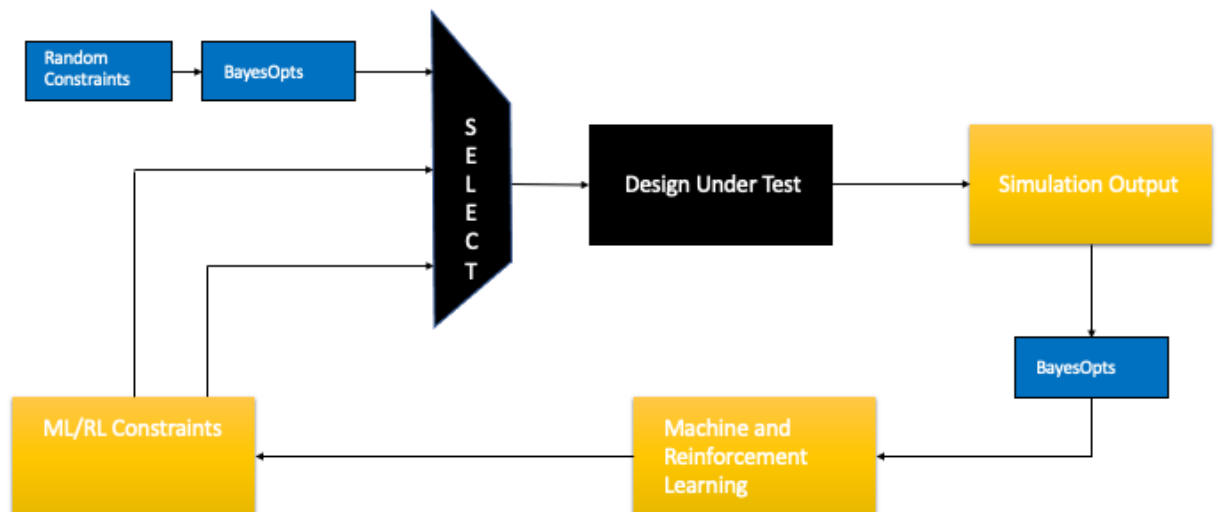 Random
Constraints
BayesOpts
S
E
L
E
C
T
Design Under Test
Simulation Output
BayesOpts
ML/RL Constraints
Machine and
Reinforcement
Learning